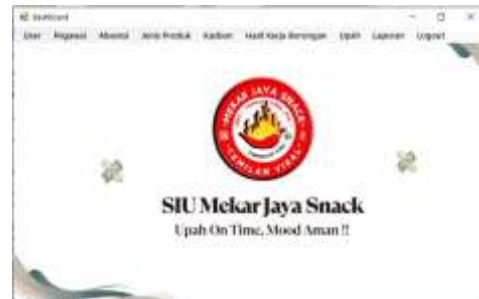 Dashboard
User Pegawai Absensi Jenis Produk Kasbon Hasil Kerja Borongan Upah Laporan Logout
MEKAR JAYA SNACK
CEMILAN VIRAL
SIU Mekar Jaya Snack
Upah On Time, Mood Aman !!